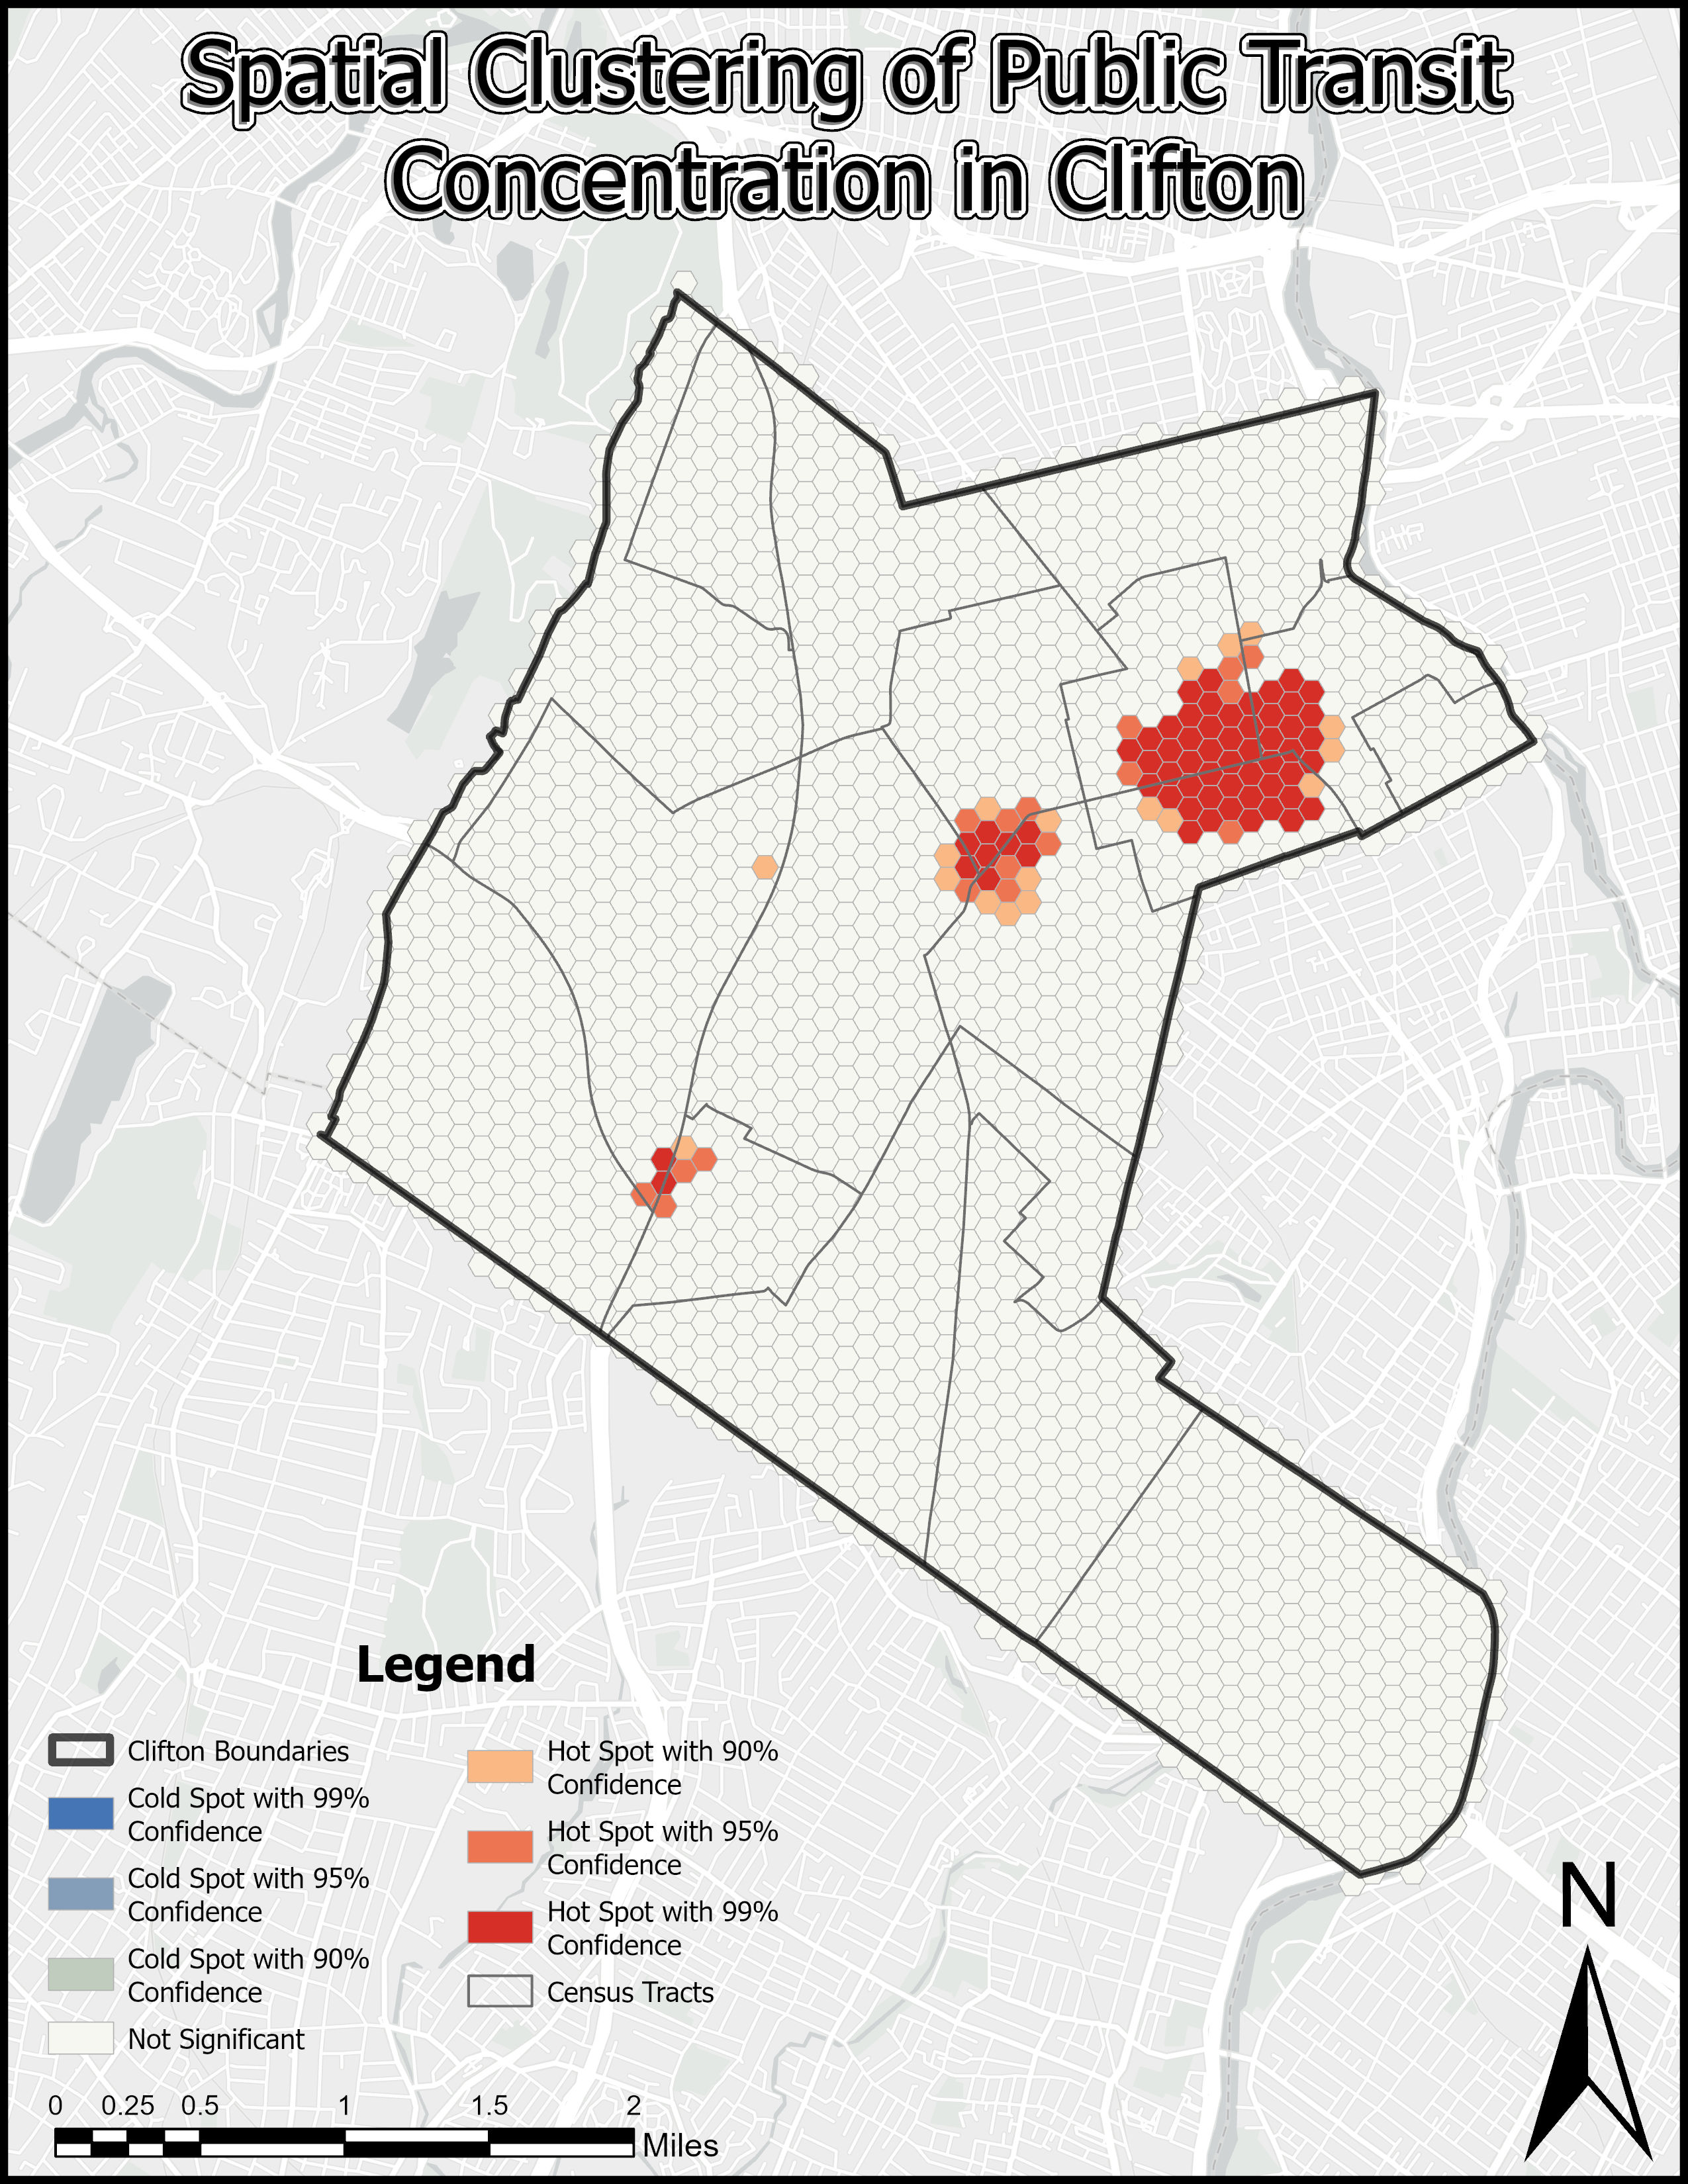 Spatial Clustering of Public Transit
Concentration in Clifton
Legend
Clifton Boundaries
Cold Spot with 99%
Confidence
Cold Spot with 95%
Confidence
Cold Spot with 90%
Confidence
Not Significant
Hot Spot with 90%
Confidence
Hot Spot with 95%
Confidence
Hot Spot with 99%
Confidence
Census Tracts
0 0.25 0.5 1 1.5 2
Miles
N